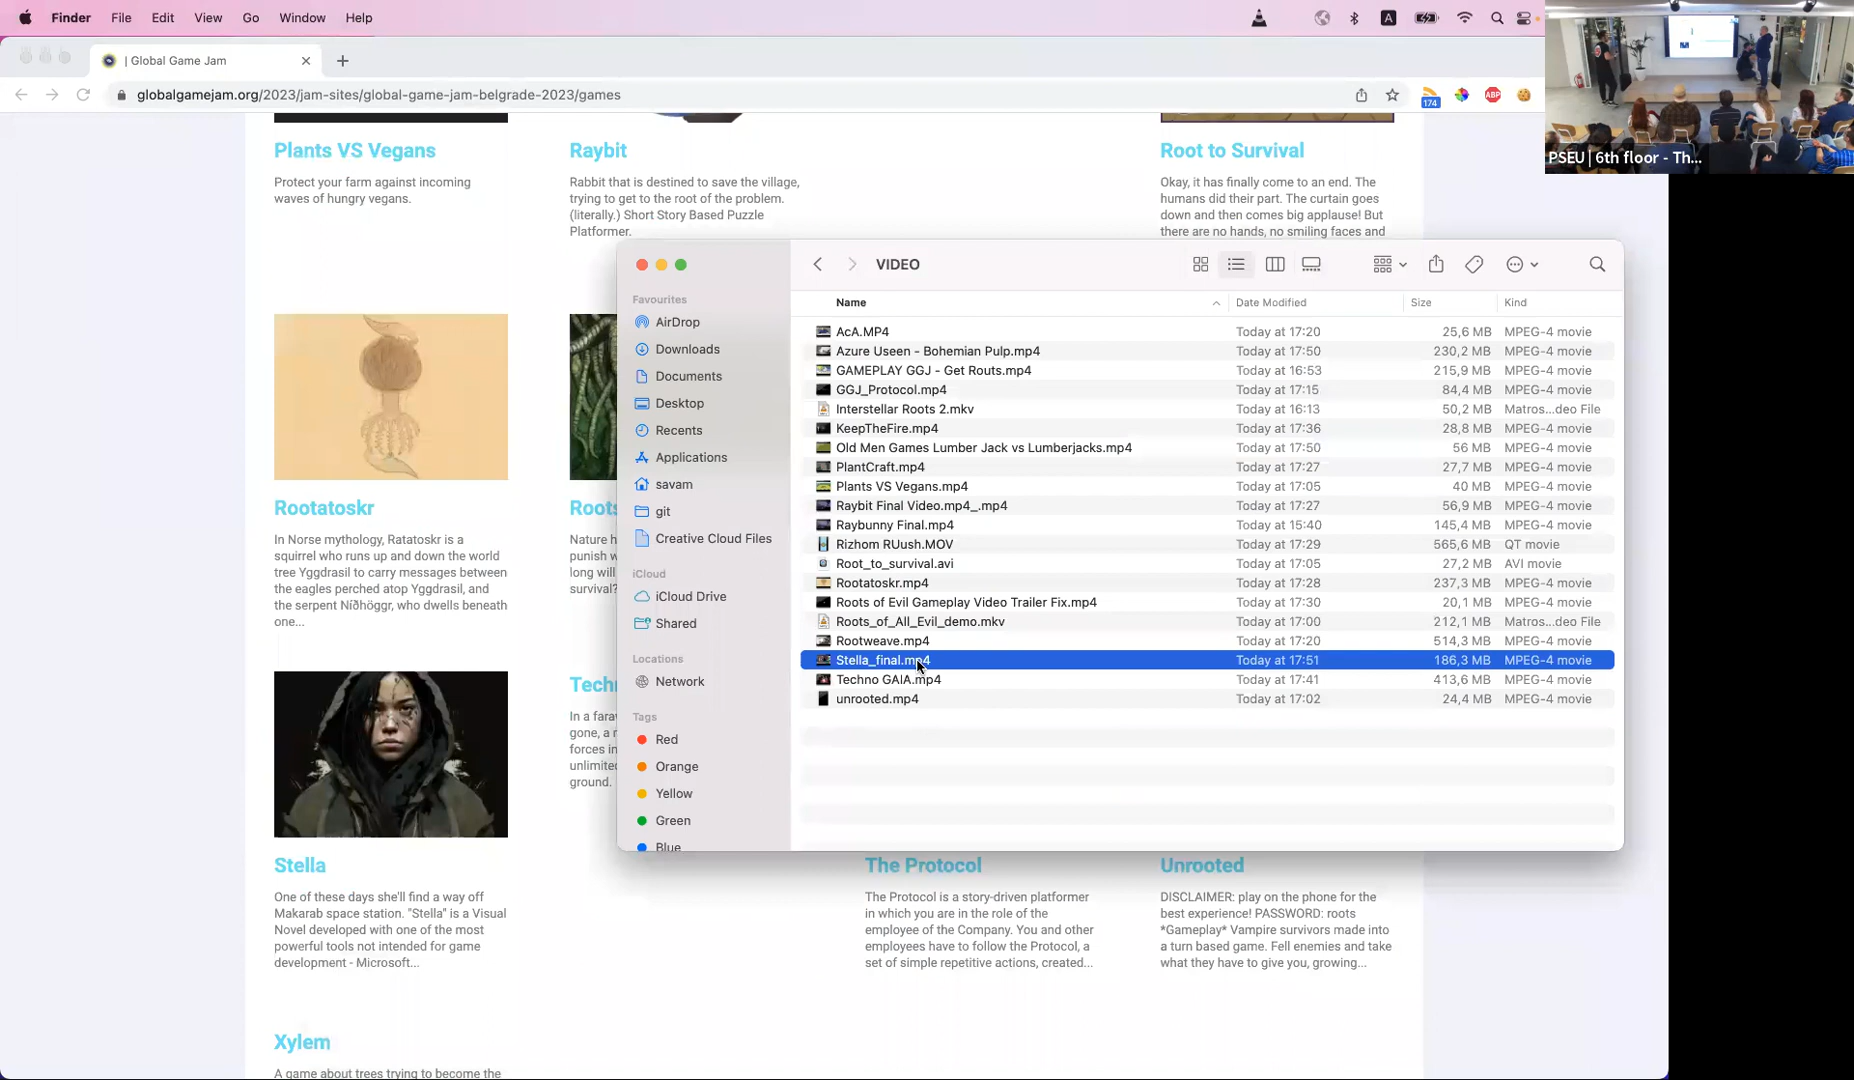 Finder File Edit View Go Window Help
A
| Global Game Jam
globalgamejam.org/2023/jam-sites/global-game-jam-belgrade-2023/games
174
ABP
PSEU | 6th floor - Th...
Plants VS Vegans
Protect your farm against incoming
waves of hungry vegans.
Raybit
Rabbit that is destined to save the village,
trying to get to the root of the problem.
(literally.) Short Story Based Puzzle
Platformer.
Root to Survival
Okay, it has finally come to an end. The
humans did their part. The curtain goes
down and then comes big applause! But
there are no hands, no smiling faces and
VIDEO
Favourites
AirDrop
Downloads
Documents
Desktop
Recents
Applications
savam
git
Creative Cloud Files
iCloud
iCloud Drive
Shared
Locations
Network
Tags
Red
Orange
Yellow
Green
Blue
Name Date Modified Size Kind
AcA.MP4 Today at 17:20 25,6 MB MPEG-4 movie
Azure Useen - Bohemian Pulp.mp4 Today at 17:50 230,2 MB MPEG-4 movie
GAMEPLAY GGJ - Get Routs.mp4 Today at 16:53 215,9 MB MPEG-4 movie
GGJ_Protocol.mp4 Today at 17:15 84,4 MB MPEG-4 movie
Interstellar Roots 2.mkv Today at 16:13 50,2 MB Matros...deo File
KeepTheFire.mp4 Today at 17:36 28,8 MB MPEG-4 movie
Old Men Games Lumber Jack vs Lumberjacks.mp4 Today at 17:50 56 MB MPEG-4 movie
PlantCraft.mp4 Today at 17:27 27,7 MB MPEG-4 movie
Plants VS Vegans.mp4 Today at 17:05 40 MB MPEG-4 movie
Raybit Final Video.mp4_.mp4 Today at 17:27 56,9 MB MPEG-4 movie
Raybunny Final.mp4 Today at 15:40 145,4 MB MPEG-4 movie
Rizhom RUush.MOV Today at 17:29 565,6 MB QT movie
Root_to_survival.avi Today at 17:05 27,2 MB AVI movie
Rootatoskr.mp4 Today at 17:28 237,3 MB MPEG-4 movie
Roots of Evil Gameplay Video Trailer Fix.mp4 Today at 17:30 20,1 MB MPEG-4 movie
Roots_of_All_Evil_demo.mkv Today at 17:00 212,1 MB Matros...deo File
Rootweave.mp4 Today at 17:20 514,3 MB MPEG-4 movie
Stella_final.mp4 Today at 17:51 186,3 MB MPEG-4 movie
Techno GAIA.mp4 Today at 17:41 413,6 MB MPEG-4 movie
unrooted.mp4 Today at 17:02 24,4 MB MPEG-4 movie
Rootatoskr
In Norse mythology, Ratatoskr is a
squirrel who runs up and down the world
tree Yggdrasil to carry messages between
the eagles perched atop Yggdrasil, and
the serpent Níðhöggr, who dwells beneath
one...
Roots
Nature h
punish w
long will
survival?
Stella
One of these days she'll find a way off
Makarab space station. "Stella" is a Visual
Novel developed with one of the most
powerful tools not intended for game
development - Microsoft...
Techn
In a fara
gone, a r
forces in
unlimited
ground.
The Protocol
The Protocol is a story-driven platformer
in which you are in the role of the
employee of the Company. You and other
employees have to follow the Protocol, a
set of simple repetitive actions, created...
Unrooted
DISCLAIMER: play on the phone for the
best experience! PASSWORD: roots
*Gameplay* Vampire survivors made into
a turn based game. Fell enemies and take
what they have to give you, growing...
Xylem
A game about trees trying to become the